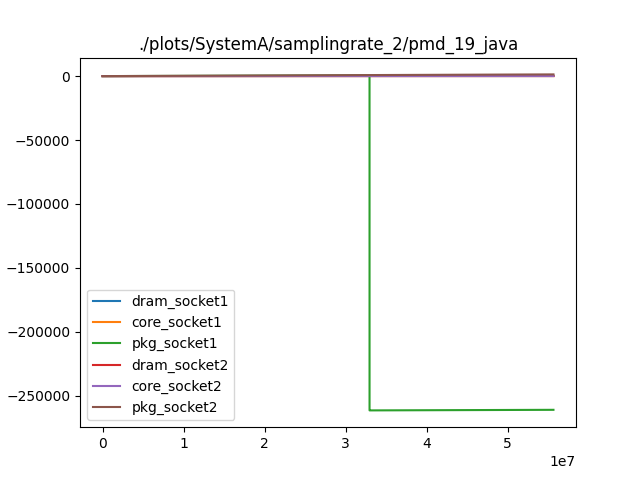 ./plots/SystemA/samplingrate_2/pmd_19_java
0
−50000
−100000
−150000
−200000
−250000
dram_socket1
core_socket1
pkg_socket1
dram_socket2
core_socket2
pkg_socket2
0 1 2 3 4 5
1e7